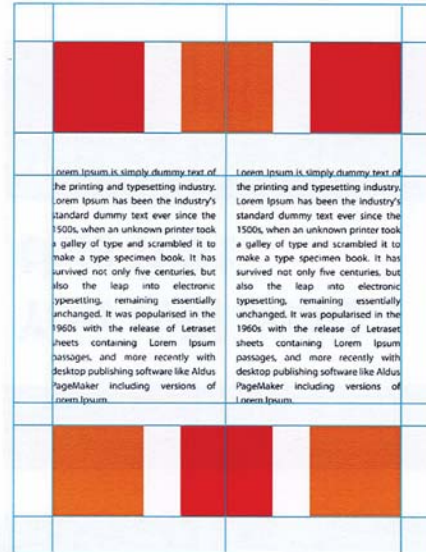 Lorem Ipsum is simply dummy text of
the printing and typesetting industry.
Lorem Ipsum has been the industry's
standard dummy text ever since the
1500s, when an unknown printer took
a galley of type and scrambled it to
make a type specimen book. It has
survived not only five centuries, but
also the leap into electronic
typesetting, remaining essentially
unchanged. It was popularised in the
1960s with the release of Letraset
sheets containing Lorem Ipsum
passages, and more recently with
desktop publishing software like Aldus
PageMaker including versions of
Lorem Ipsum.
Lorem Ipsum is simply dummy text of
the printing and typesetting industry.
Lorem Ipsum has been the industry's
standard dummy text ever since the
1500s, when an unknown printer took
a galley of type and scrambled it to
make a type specimen book. It has
survived not only five centuries, but
also the leap into electronic
typesetting, remaining essentially
unchanged. It was popularised in the
1960s with the release of Letraset
sheets containing Lorem Ipsum
passages, and more recently with
desktop publishing software like Aldus
PageMaker including versions of
Lorem Ipsum.